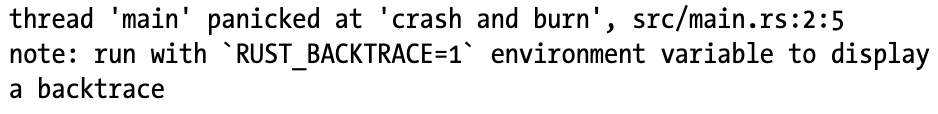 thread 'main' panicked at 'crash and burn', src/main.rs:2:5
note: run with `RUST_BACKTRACE=1` environment variable to display
a backtrace